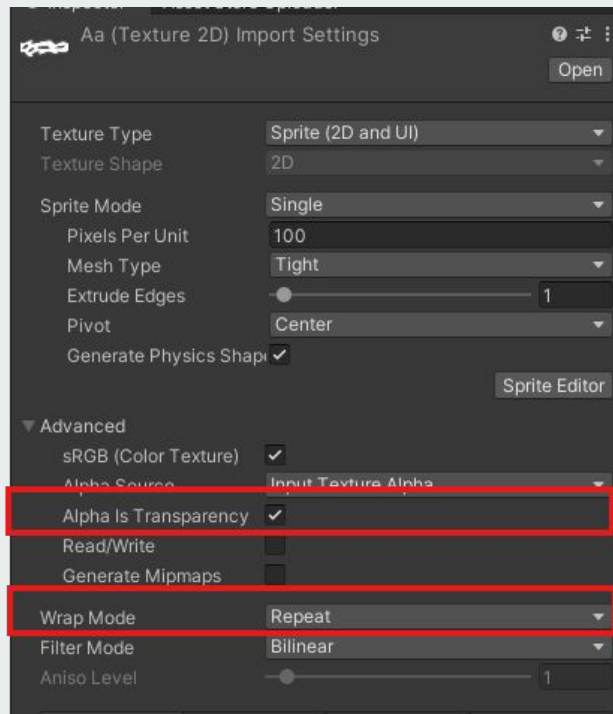 Aa (Texture 2D) Import Settings
Open
Texture Type Sprite (2D and UI)
Texture Shape 2D
Sprite Mode Single
Pixels Per Unit 100
Mesh Type Tight
Extrude Edges 1
Pivot Center
Generate Physics Shap
Sprite Editor
Advanced
sRGB (Color Texture)
Alpha Source Input Texture Alpha
Alpha Is Transparency
Read/Write
Generate Mipmaps
Wrap Mode Repeat
Filter Mode Bilinear
Aniso Level 1